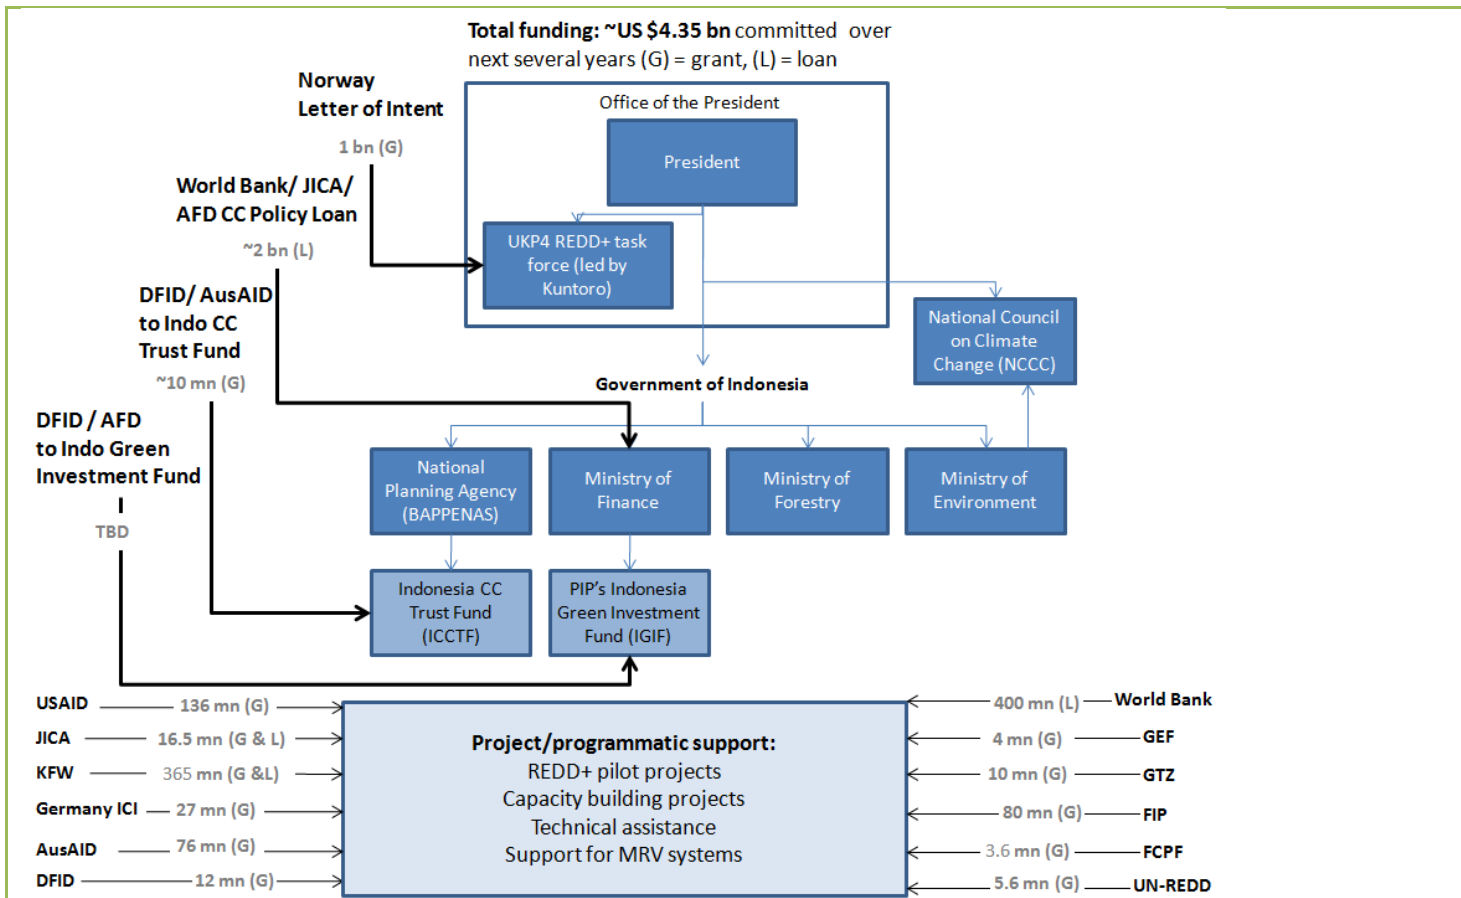 Total funding: ~US $4.35 bn committed over
next several years (G) = grant, (L) = loan
Norway
Letter of Intent
1 bn (G)
World Bank/ JICA/
AFD CC Policy Loan
~2 bn (L)
DFID/ AusAID
to Indo CC
Trust Fund
~10 mn (G)
DFID / AFD
to Indo Green
Investment Fund
TBD
Office of the President
President
UKP4 REDD+ task
force (led by
Kuntoro)
National Council
on Climate
Change (NCCC)
Government of Indonesia
National
Planning Agency
(BAPPENAS)
Ministry of
Finance
Ministry of
Forestry
Ministry of
Environment
Indonesia CC
Trust Fund
(ICCTF)
PIP's Indonesia
Green Investment
Fund (IGIF)
USAID 136 mn (G)
JICA 16.5 mn (G & L)
KFW 365 mn (G &L)
Germany ICI 27 mn (G)
AusAID 76 mn (G)
DFID 12 mn (G)
Project/programmatic support:
REDD+ pilot projects
Capacity building projects
Technical assistance
Support for MRV systems
400 mn (L) World Bank
4 mn (G) GEF
10 mn (G) GTZ
80 mn (G) FIP
3.6 mn (G) FCPF
5.6 mn (G) UN-REDD